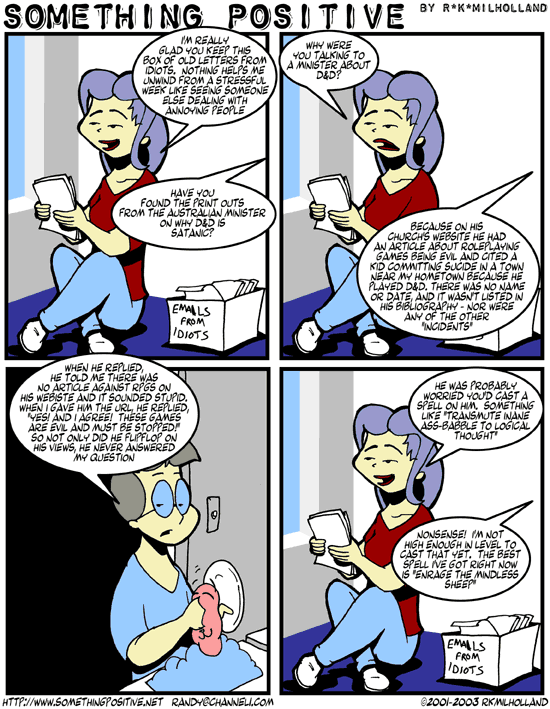 SOMETHING POSITIVE
BY R*K*MILHOLLAND
I'M REALLY
GLAD YOU KEEP THIS
BOX OF OLD LETTERS FROM
IDIOTS. NOTHING HELPS ME
UNWIND FROM A STRESSFUL
WEEK LIKE SEEING SOMEONE
ELSE DEALING WITH
ANNOYING PEOPLE
HAVE YOU
FOUND THE PRINT OUTS
FROM THE AUSTRALIAN MINISTER
ON WHY D&D IS
SATANIC?
EMAILS
FROM
IDIOTS
WHY WERE
YOU TALKING TO
A MINISTER ABOUT
D&D?
BECAUSE ON HIS
CHURCH'S WEBSITE HE HAD
AN ARTICLE ABOUT ROLEPLAYING
GAMES BEING EVIL AND CITED A
KID COMMITTING SUICIDE IN A TOWN
NEAR MY HOMETOWN BECAUSE HE
PLAYED D&D. THERE WAS NO NAME
OR DATE, AND IT WASN'T LISTED IN
HIS BIBLIOGRAPHY - NOR WERE
ANY OF THE OTHER
"INCIDENTS"
WHEN HE REPLIED,
HE TOLD ME THERE WAS
NO ARTICLE AGAINST RPGS ON
HIS WEBISTE AND IT SOUNDED STUPID.
WHEN I GAVE HIM THE URL, HE REPLIED,
"YES! AND I AGREE! THESE GAMES
ARE EVIL AND MUST BE STOPPED!"
SO NOT ONLY DID HE FLIPFLOP ON
HIS VIEWS, HE NEVER ANSWERED
MY QUESTION
HE WAS PROBABLY
WORRIED YOU'D CAST A
SPELL ON HIM. SOMETHING
LIKE "TRANSMUTE INANE
ASS-BABBLE TO LOGICAL
THOUGHT"
NONSENSE! I'M NOT
HIGH ENOUGH IN LEVEL TO
CAST THAT YET. THE BEST
SPELL I'VE GOT RIGHT NOW
IS "ENRAGE THE MINDLESS
SHEEP"
EMAILS
FROM
IDIOTS
HTTP://WWW.SOMETHINGPOSITIVE.NET RANDY@CHANNEL1.COM
©2001-2003 RKMILHOLLAND